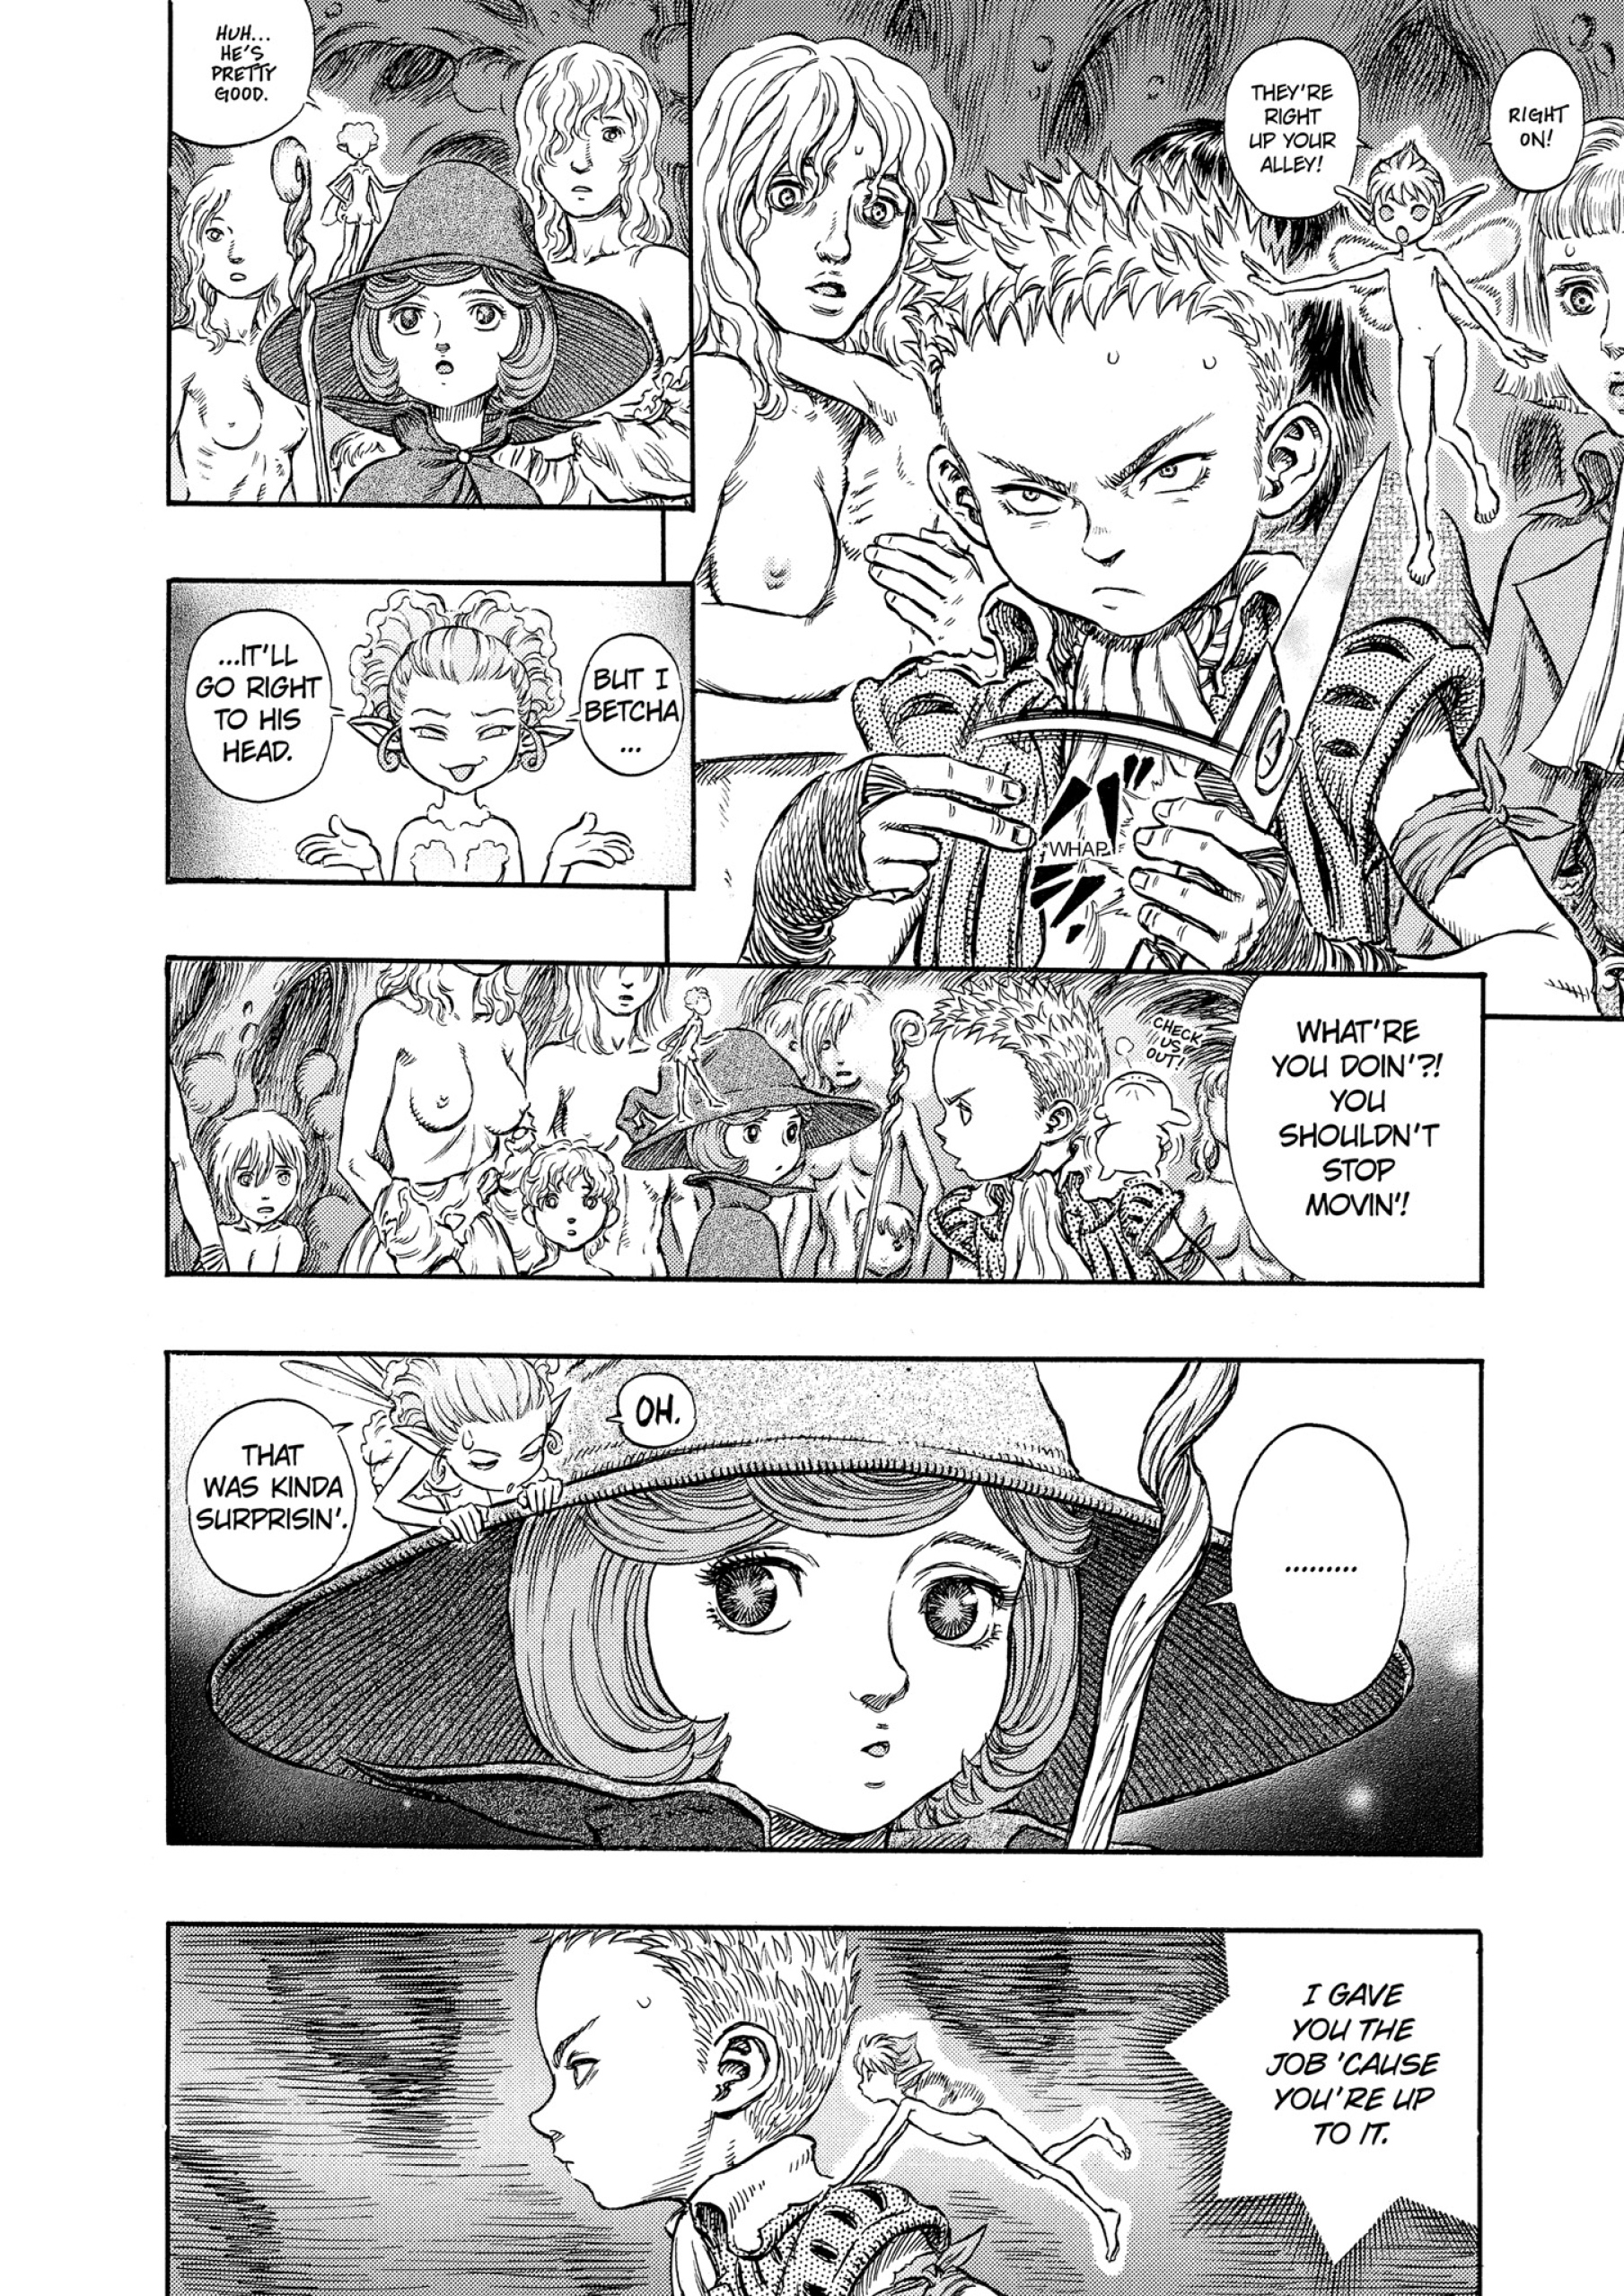 RIGHT
ON!
THEY'RE
RIGHT
UP YOUR
ALLEY!
WHAP
HUH...
HE'S
PRETTY
GOOD.
BUT I
BETCHA
...
...IT'LL
GO RIGHT
TO HIS
HEAD.
WHAT'RE
YOU DOIN'?!
YOU
SHOULDN'T
STOP
MOVIN'!
CHECK
US
OUT!
.........
OH.
THAT
WAS KINDA
SURPRISIN'.
I GAVE
YOU THE
JOB 'CAUSE
YOU'RE UP
TO IT.